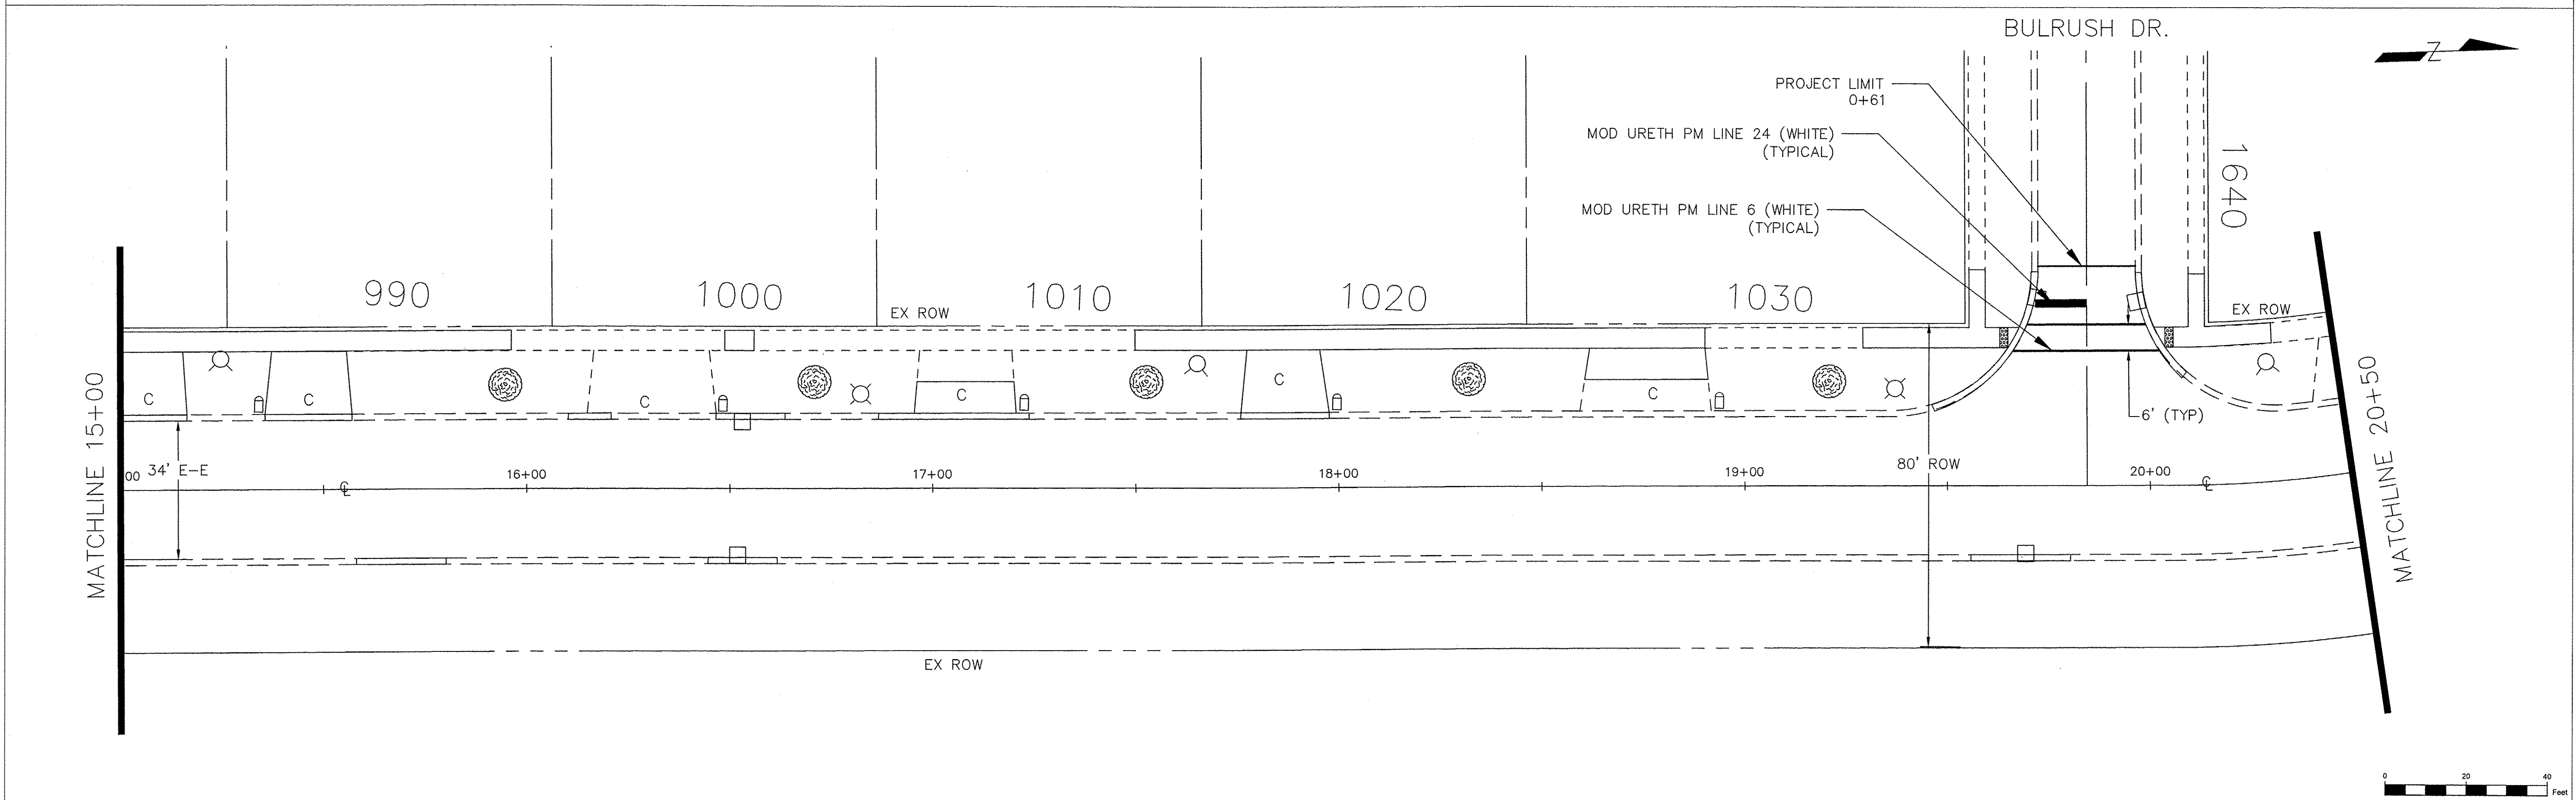 BULRUSH DR.
Z
PROJECT LIMIT
0+61
MOD URETH PM LINE 24 (WHITE)
(TYPICAL)
MOD URETH PM LINE 6 (WHITE)
(TYPICAL)
1640
990
1000
EX ROW
1010
1020
1030
EX ROW
MATCHLINE 15+00
C
C
C
C
C
C
6' (TYP)
MATCHLINE 20+50
00
34' E-E
℄
16+00
17+00
18+00
19+00
80' ROW
20+00
℄
EX ROW
0 20 40
Feet